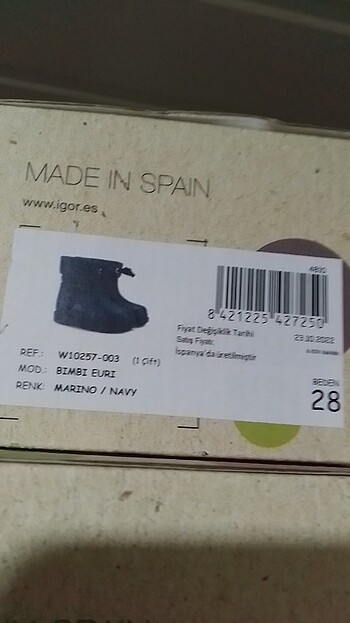 MADE IN SPAIN
www.igor.es
8 421225 427250
Fiyat Değişiklik Tarihi 23.10.2022
Satış Fiyatı:
İspanya'da üretilmiştir
REF.: W10257-003 (1 Çift)
MOD.: BIMBI EURI
RENK: MARINO / NAVY
BEDEN
28